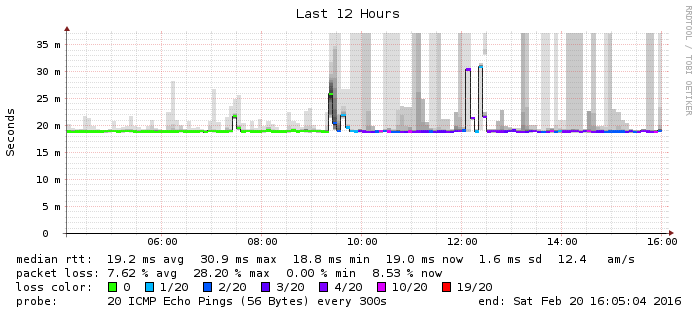 Last 12 Hours
RRDTOOL / TOBI OETIKER
Seconds
35 m
30 m
25 m
20 m
15 m
10 m
5 m
0
06:00 08:00 10:00 12:00 14:00 16:00
median rtt: 19.2 ms avg 30.9 ms max 18.8 ms min 19.0 ms now 1.6 ms sd 12.4 am/s
packet loss: 7.62 % avg 28.20 % max 0.00 % min 8.53 % now
loss color: 0 1/20 2/20 3/20 4/20 10/20 19/20
probe: 20 ICMP Echo Pings (56 Bytes) every 300s end: Sat Feb 20 16:05:04 2016